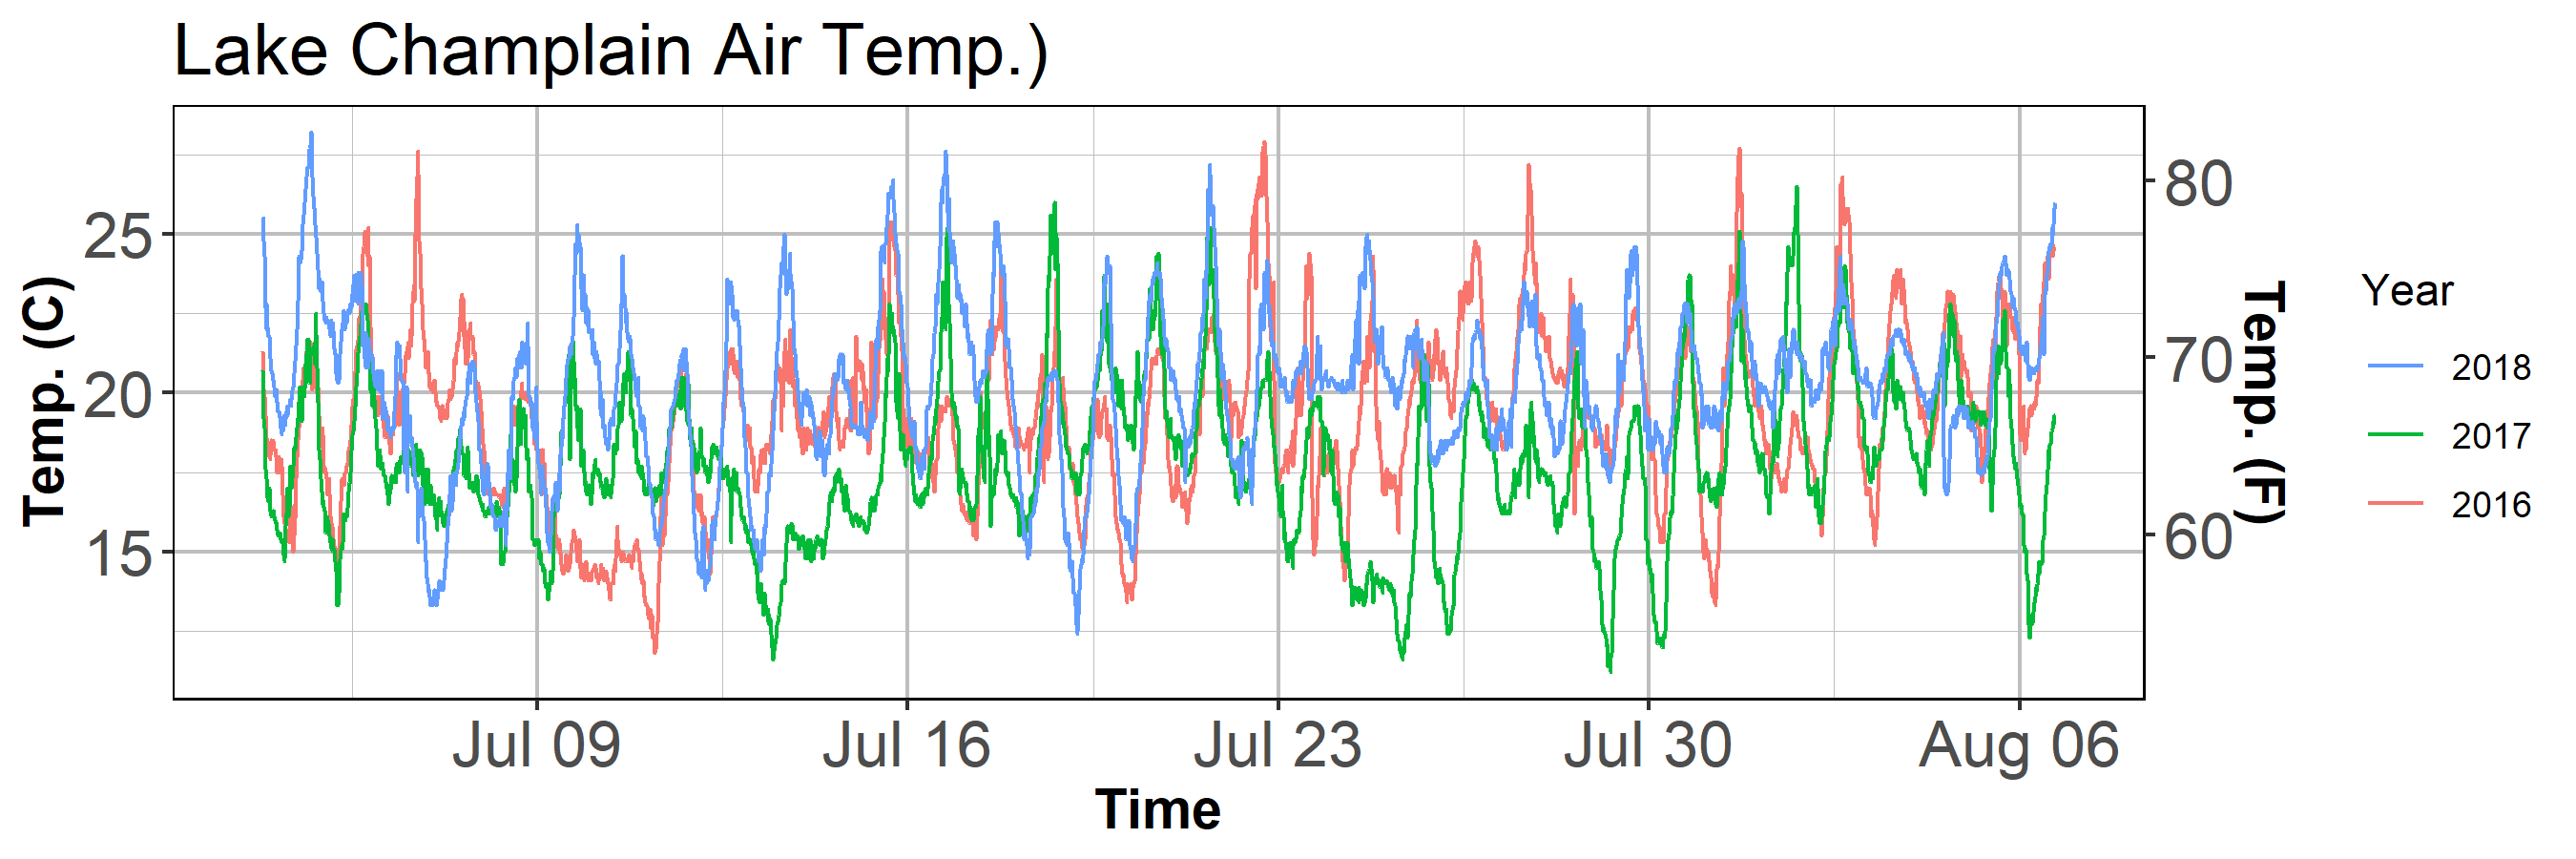 Lake Champlain Air Temp.)
Temp. (C)
25
20
15
80
70
60
Temp. (F)
Jul 09
Jul 16
Jul 23
Jul 30
Aug 06
Time
Year
2018
2017
2016